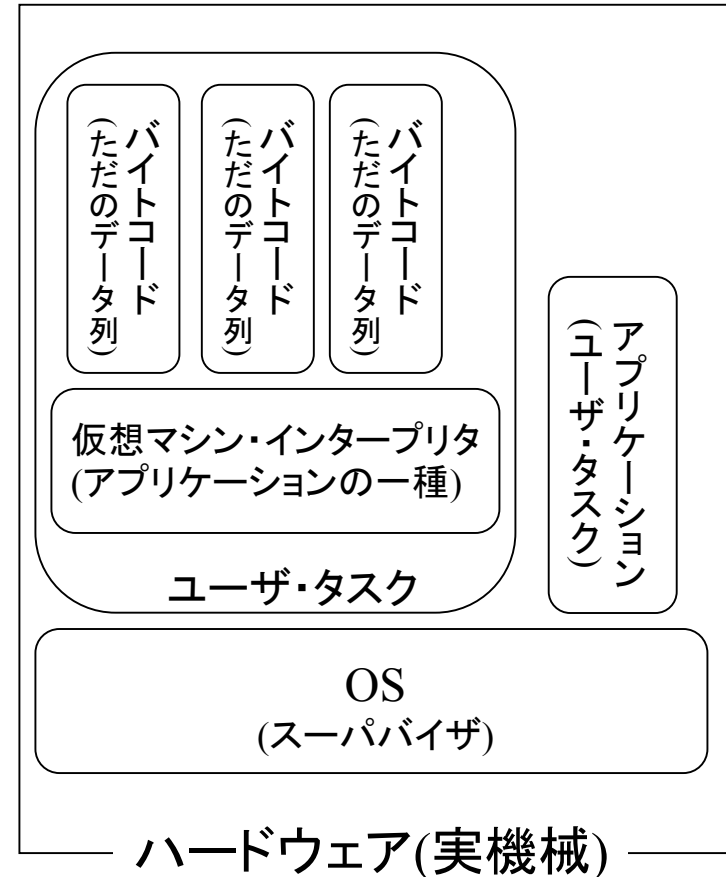 バイトコード
(ただのデータ列)
バイトコード
(ただのデータ列)
バイトコード
(ただのデータ列)
仮想マシン・インタープリタ
(アプリケーションの一種)
ユーザ・タスク
アプリケーション
(ユーザ・タスク)
OS
(スーパバイザ)
ハードウェア(実機械)